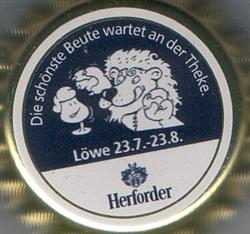 Die schönste Beute wartet an der Theke.
Löwe 23.7.-23.8.
Herforder